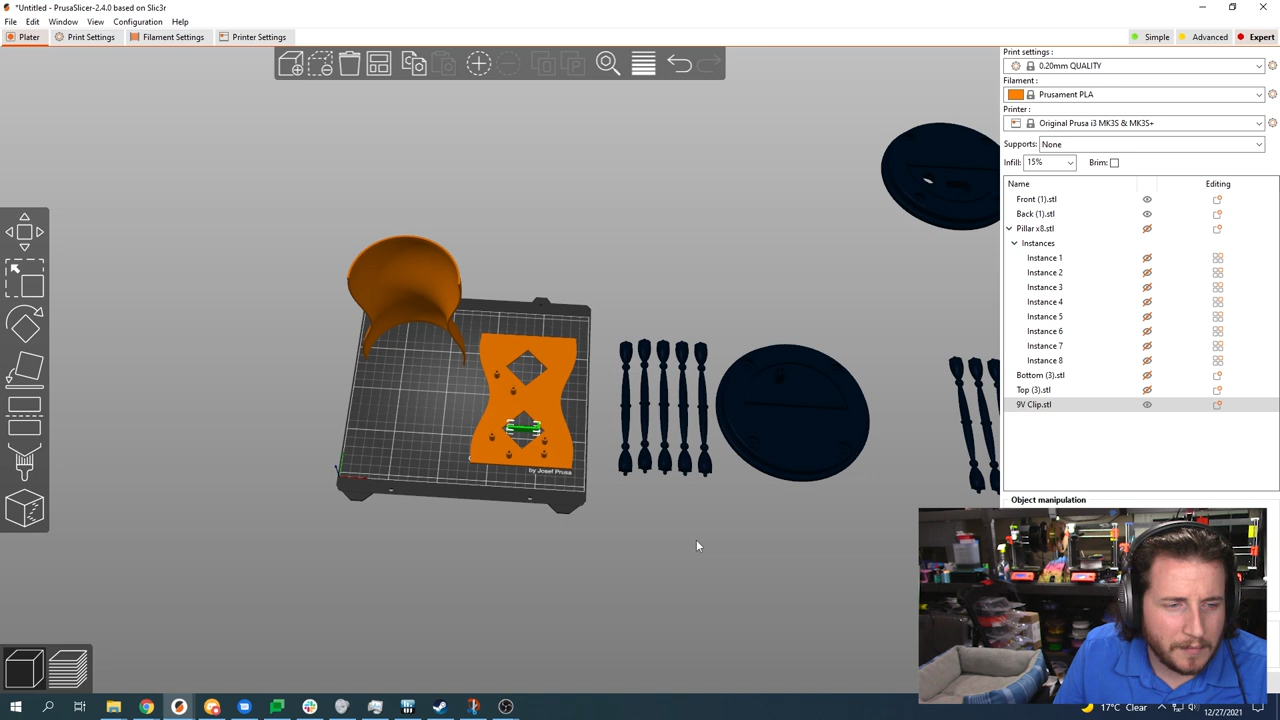 *Untitled - PrusaSlicer-2.4.0 based on Slic3r
File Edit Window View Configuration Help
Plater Print Settings Filament Settings Printer Settings Simple Advanced Expert
Print settings :
0.20mm QUALITY
Filament :
Prusament PLA
Printer :
Original Prusa i3 MK3S & MK3S+
Supports: None
Infill: 15% Brim:
Name Editing
Front (1).stl
Back (1).stl
Pillar x8.stl
Instances
Instance 1
Instance 2
Instance 3
Instance 4
Instance 5
Instance 6
Instance 7
Instance 8
Bottom (3).stl
Top (3).stl
9V Clip.stl
Object manipulation
by Josef Prusa
17°C Clear
12/27/2021